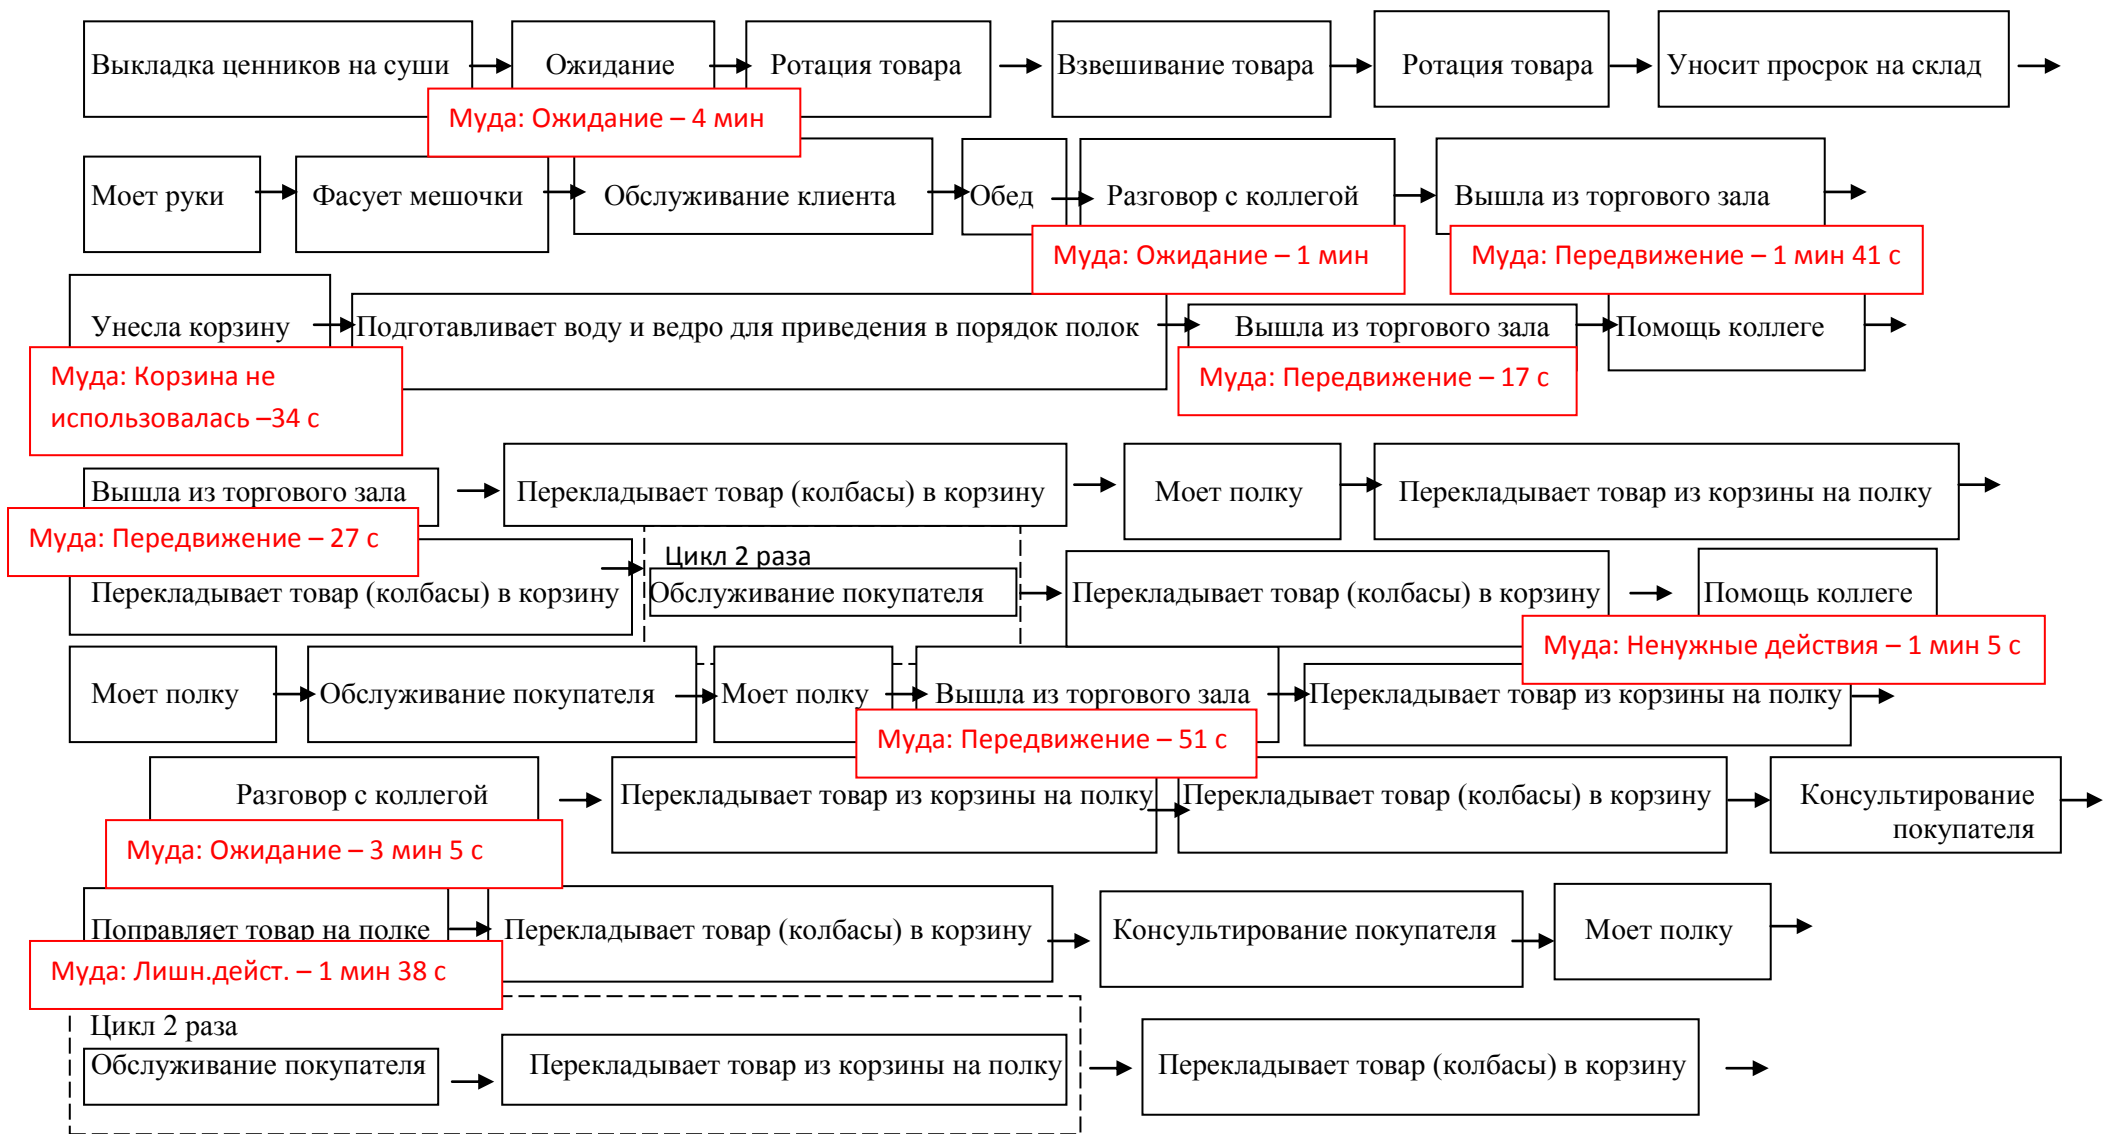 Выкладка ценников на суши
Ожидание
Ротация товара
Взвешивание товара
Ротация товара
Уносит просрок на склад
Муда: Ожидание – 4 мин
Моет руки
Фасует мешочки
Обслуживание клиента
Обед
Разговор с коллегой
Вышла из торгового зала
Муда: Ожидание – 1 мин
Муда: Передвижение – 1 мин 41 с
Унесла корзину
Подготавливает воду и ведро для приведения в порядок полок
Вышла из торгового зала
Помощь коллеге
Муда: Корзина не
использовалась –34 с
Муда: Передвижение – 17 с
Вышла из торгового зала
Перекладывает товар (колбасы) в корзину
Моет полку
Перекладывает товар из корзины на полку
Муда: Передвижение – 27 с
Перекладывает товар (колбасы) в корзину
Цикл 2 раза
Обслуживание покупателя
Перекладывает товар (колбасы) в корзину
Помощь коллеге
Муда: Ненужные действия – 1 мин 5 с
Моет полку
Обслуживание покупателя
Моет полку
Вышла из торгового зала
Перекладывает товар из корзины на полку
Муда: Передвижение – 51 с
Разговор с коллегой
Перекладывает товар из корзины на полку
Перекладывает товар (колбасы) в корзину
Консультирование
покупателя
Муда: Ожидание – 3 мин 5 с
Поправляет товар на полке
Перекладывает товар (колбасы) в корзину
Консультирование покупателя
Моет полку
Муда: Лишн.дейст. – 1 мин 38 с
Цикл 2 раза
Обслуживание покупателя
Перекладывает товар из корзины на полку
Перекладывает товар (колбасы) в корзину